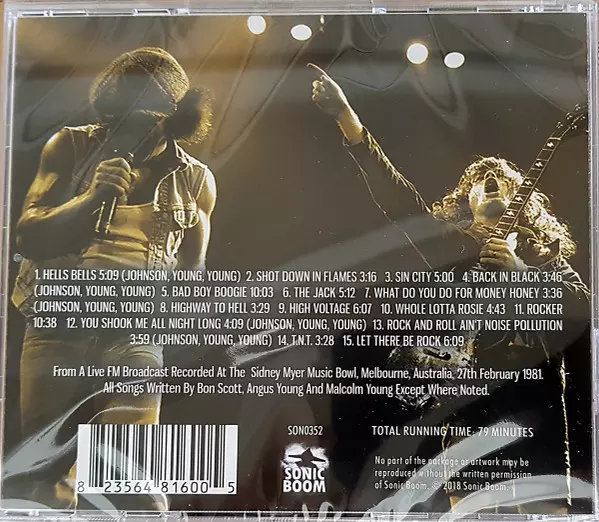 1. HELLS BELLS 5:09 (JOHNSON, YOUNG, YOUNG) 2. SHOT DOWN IN FLAMES 3:16 3. SIN CITY 5:00 4. BACK IN BLACK 3:46
(JOHNSON, YOUNG, YOUNG) 5. BAD BOY BOOGIE 10:03 6. THE JACK 5:12 7. WHAT DO YOU DO FOR MONEY HONEY 3:36
(JOHNSON, YOUNG, YOUNG) 8. HIGHWAY TO HELL 3:29 9. HIGH VOLTAGE 6:07 10. WHOLE LOTTA ROSIE 4:43 11. ROCKER
10:38 12. YOU SHOOK ME ALL NIGHT LONG 4:09 (JOHNSON, YOUNG, YOUNG) 13. ROCK AND ROLL AIN'T NOISE POLLUTION
3:59 (JOHNSON, YOUNG, YOUNG) 14. T.N.T. 3:28 15. LET THERE BE ROCK 6:09
From A Live FM Broadcast Recorded At The Sidney Myer Music Bowl, Melbourne, Australia, 27th February 1981.
All Songs Written By Bon Scott, Angus Young And Malcolm Young Except Where Noted.
8 23564 81600 5
SON0352
SONIC
BOOM
TOTAL RUNNING TIME: 79 MINUTES
No part of the package or artwork may be
reproduced without the written permission
of Sonic Boom. © 2018 Sonic Boom.